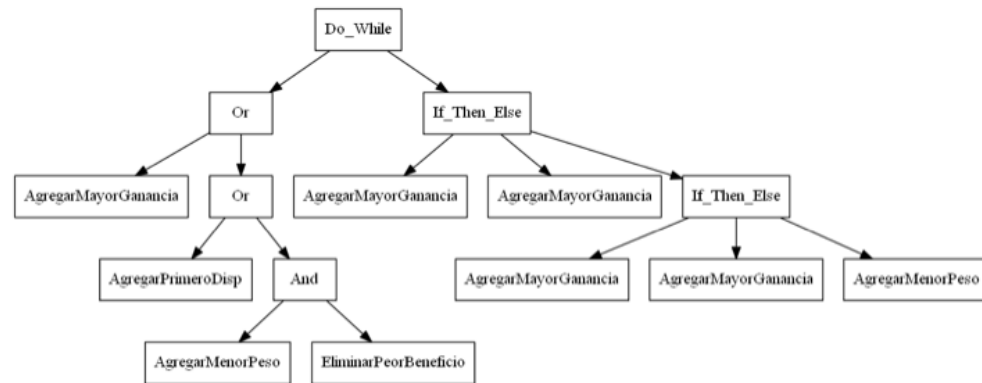 Do_While
Or
If_Then_Else
AgregarMayorGanancia
Or
AgregarMayorGanancia
AgregarMayorGanancia
If_Then_Else
AgregarPrimeroDisp
And
AgregarMayorGanancia
AgregarMayorGanancia
AgregarMenorPeso
AgregarMenorPeso
EliminarPeorBeneficio